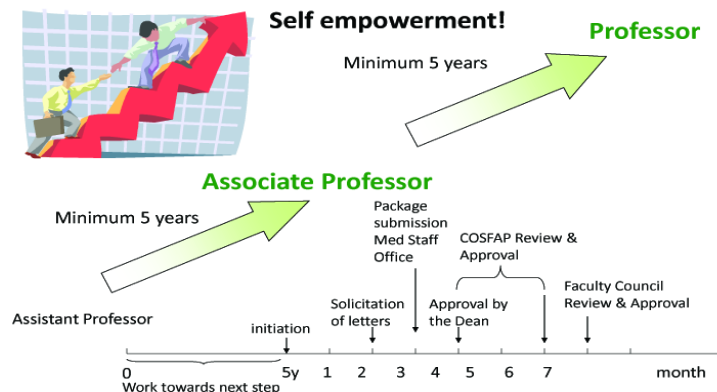 Self empowerment!
Professor
Minimum 5 years
Associate Professor
Minimum 5 years
Package
submission
Med Staff
Office
COSFAP Review &
Approval
Solicitation
of letters
Approval by
the Dean
Faculty Council
Review & Approval
Assistant Professor
initiation
0 5y 1 2 3 4 5 6 7 month
Work towards next step